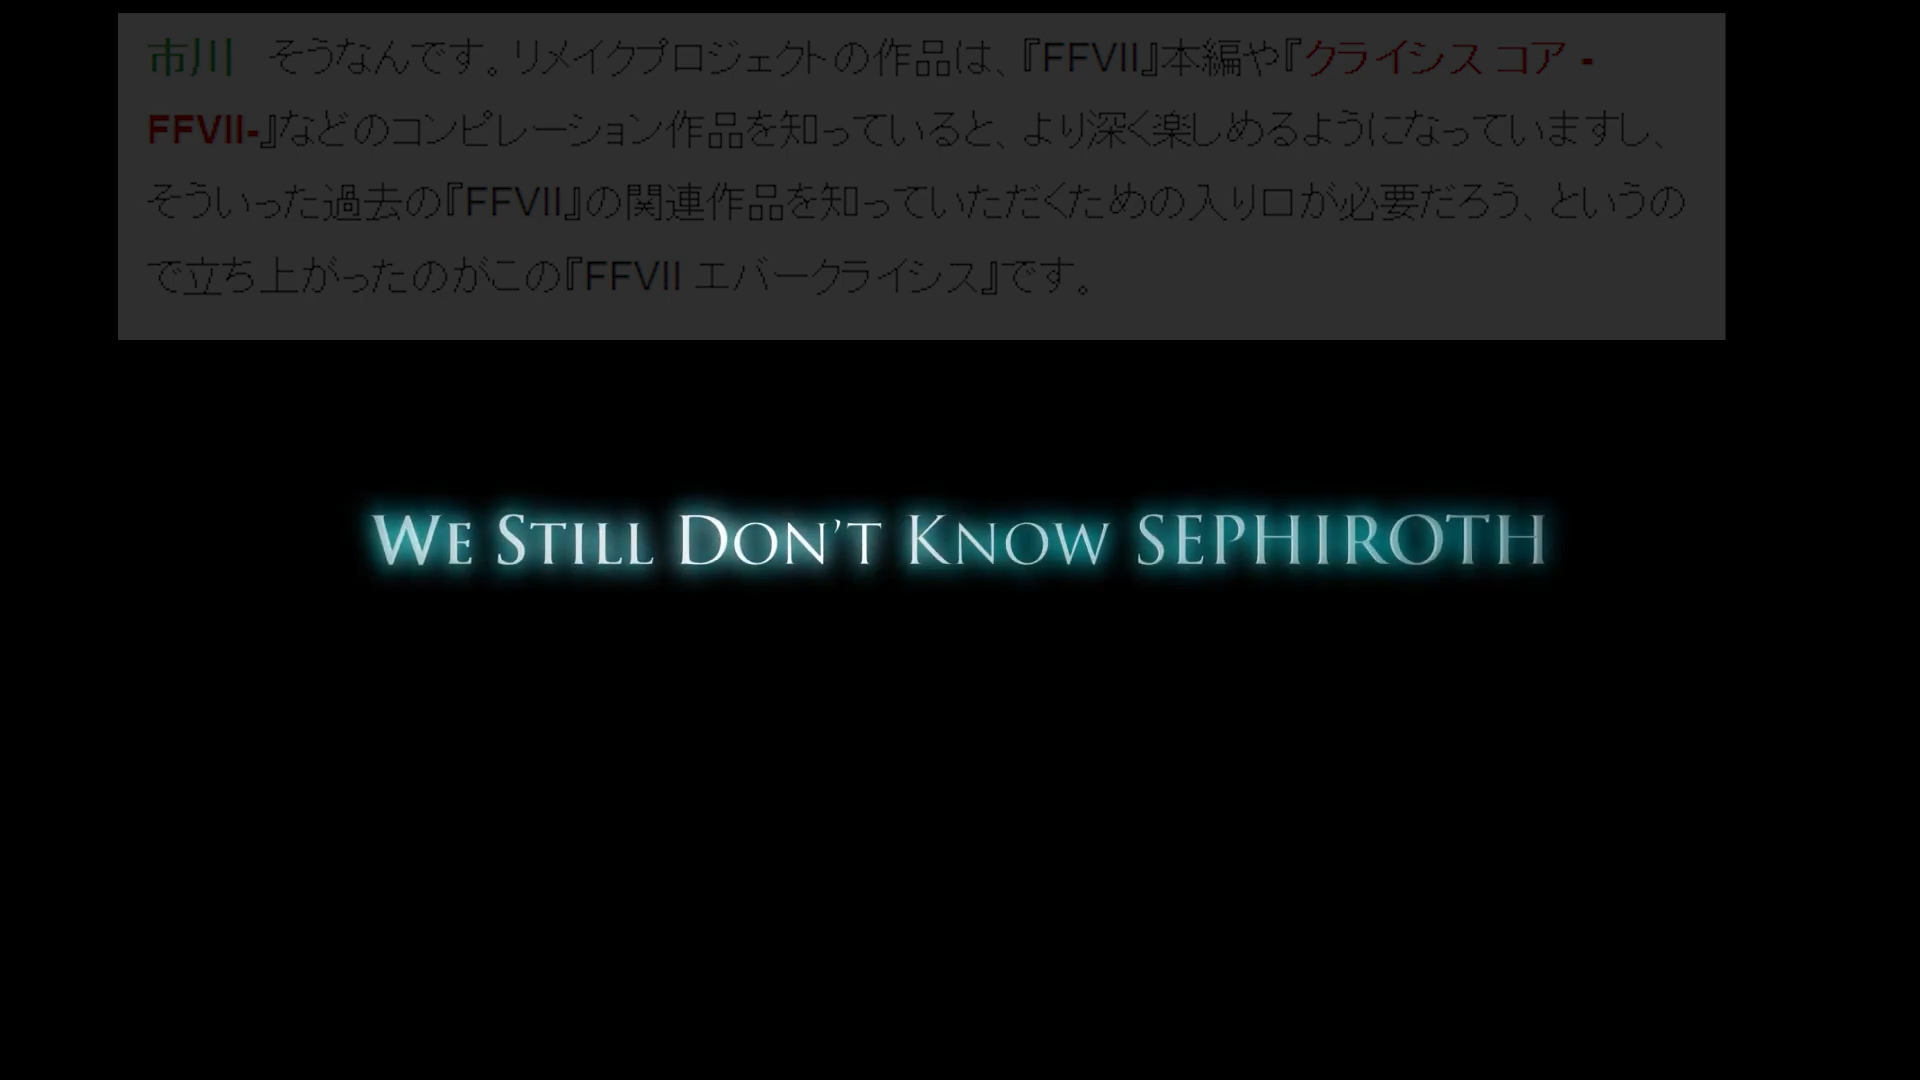 市川　そうなんです。リメイクプロジェクトの作品は、『FFVII』本編や『クライシス コア -
FFVII-』などのコンピレーション作品を知っていると、より深く楽しめるようになっていますし、
そういった過去の『FFVII』の関連作品を知っていただくための入り口が必要だろう、というの
で立ち上がったのがこの『FFVII エバークライシス』です。
WE STILL DON'T KNOW SEPHIROTH